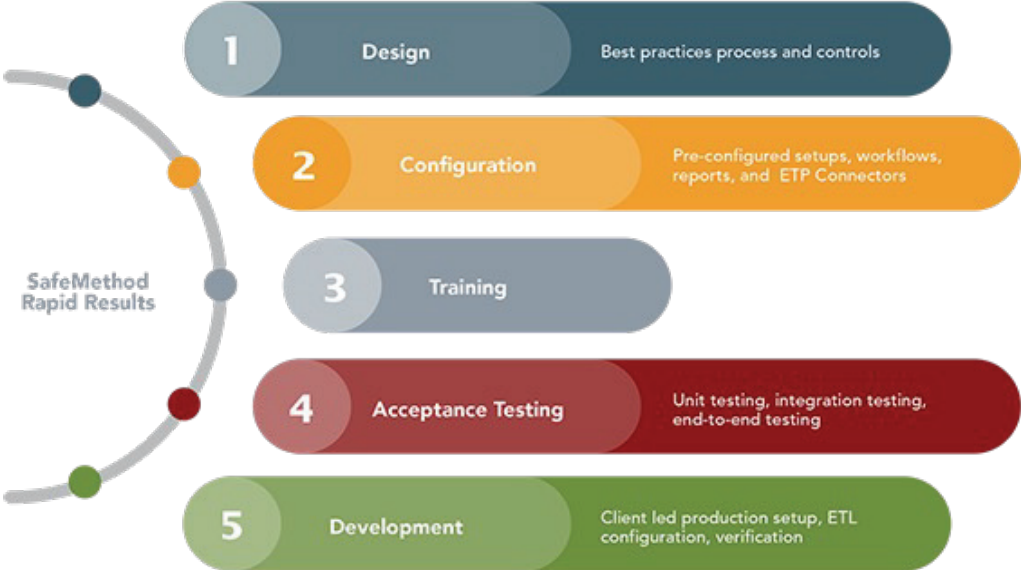 1
Design
Best practices process and controls
2
Configuration
Pre-configured setups, workflows,
reports, and ETP Connectors
SafeMethod
Rapid Results
3
Training
4
Acceptance Testing
Unit testing, integration testing,
end-to-end testing
5
Development
Client led production setup, ETL
configuration, verification